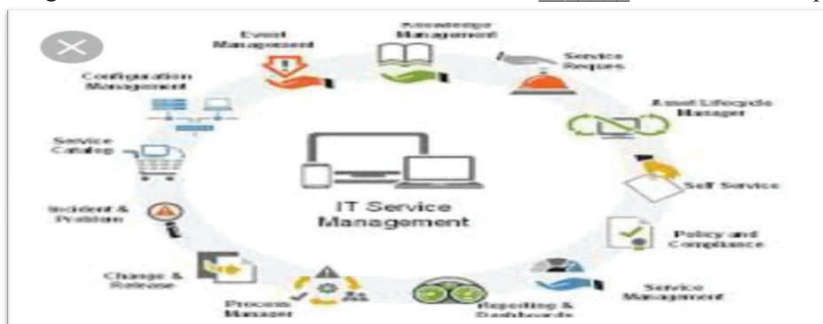 Event
Management
Knowledge
Management
Service
Reques
Asset Lifecycle
Manager
Self Service
Policy and
Compliance
Service
Management
Reporting &
Dashboards
Process
Manager
Change &
Release
Incident &
Problem
Service
Catalog
Configuration
Management
IT Service
Management